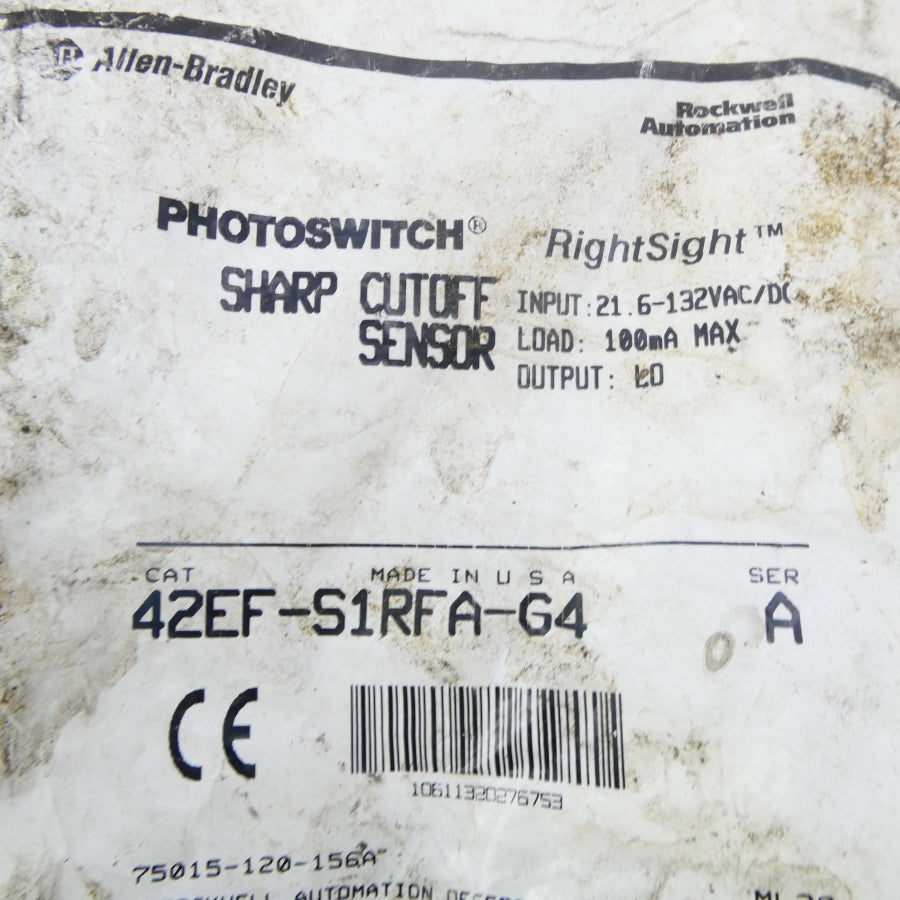 Allen-Bradley
Rockwell
Automation
PHOTOSWITCH® RightSight™
SHARP CUTOFF
SENSOR
INPUT: 21.6-132VAC/DC
LOAD: 100mA MAX
OUTPUT: LO
CAT MADE IN U S A SER
42EF-S1RFA-G4 A
CE
10611320276753
75015-120-156A
AUTOMATION